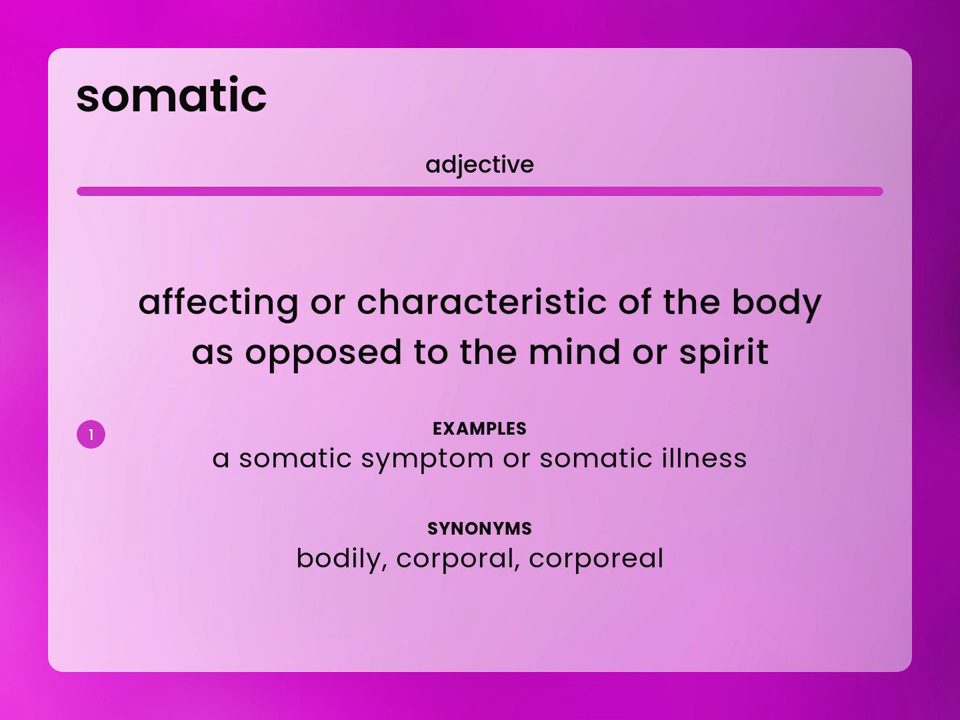 somatic
adjective
affecting or characteristic of the body
as opposed to the mind or spirit
1
EXAMPLES
a somatic symptom or somatic illness
SYNONYMS
bodily, corporal, corporeal